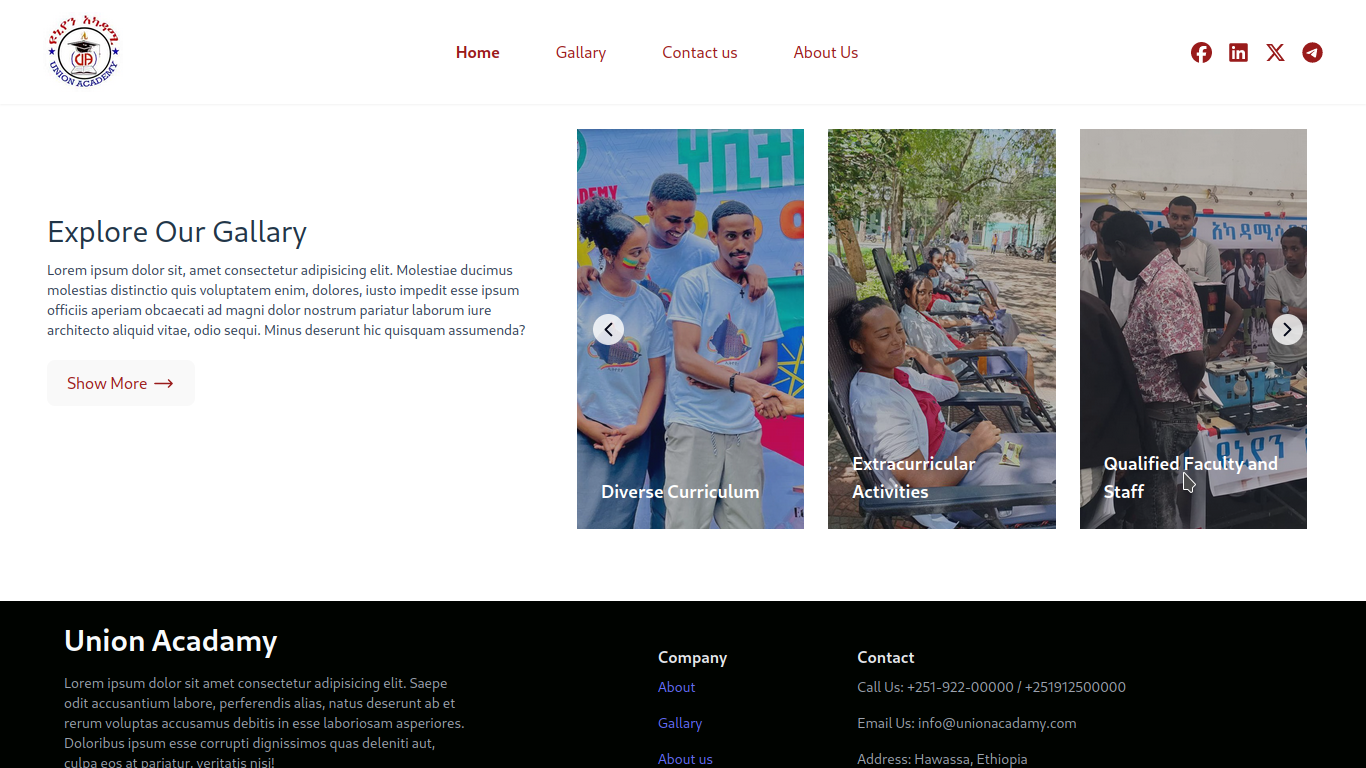 ዩኒየን አካዳሚ
UA
UNION ACADEMY
Home
Gallary
Contact us
About Us
Explore Our Gallary
Lorem ipsum dolor sit, amet consectetur adipisicing elit. Molestiae ducimus
molestias distinctio quis voluptatem enim, dolores, iusto impedit esse ipsum
officiis aperiam obcaecati ad magni dolor nostrum pariatur laborum iure
architecto aliquid vitae, odio sequi. Minus deserunt hic quisquam assumenda?
Show More
Diverse Curriculum
Extracurricular
Activities
አካዳሚ
ዩኒየን
Qualified Faculty and
Staff
Union Acadamy
Lorem ipsum dolor sit amet consectetur adipisicing elit. Saepe
odit accusantium labore, perferendis alias, natus deserunt ab et
rerum voluptas accusamus debitis in esse laboriosam asperiores.
Doloribus ipsum esse corrupti dignissimos quas deleniti aut,
culpa eos at pariatur, veritatis nisi!
Company
About
Gallary
About us
Contact
Call Us: +251-922-00000 / +251912500000
Email Us: info@unionacadamy.com
Address: Hawassa, Ethiopia